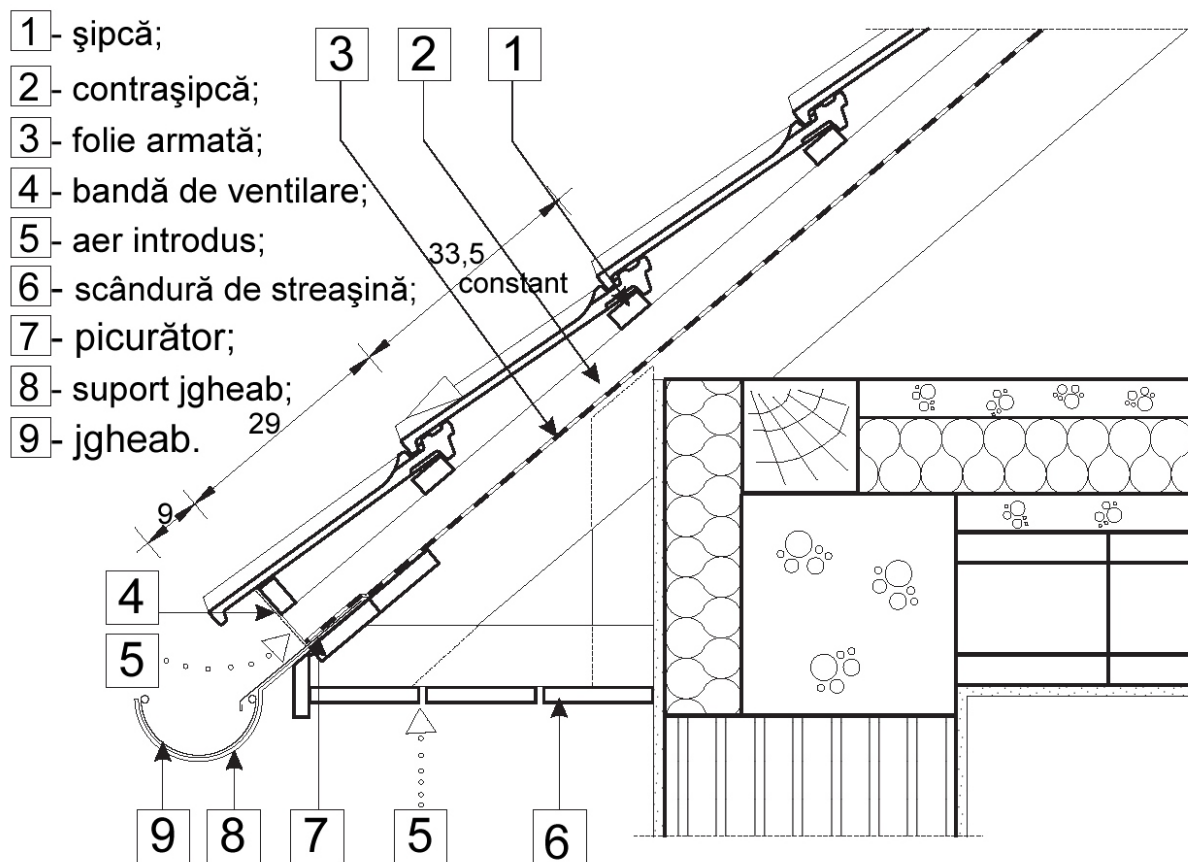 1 - şipcă;
2 - contraşipcă;
3 - folie armată;
4 - bandă de ventilare;
5 - aer introdus;
6 - scândură de streaşină;
7 - picurător;
8 - suport jgheab;
9 - jgheab.
3
2
1
33,5
constant
29
9
4
5
9
8
7
5
6